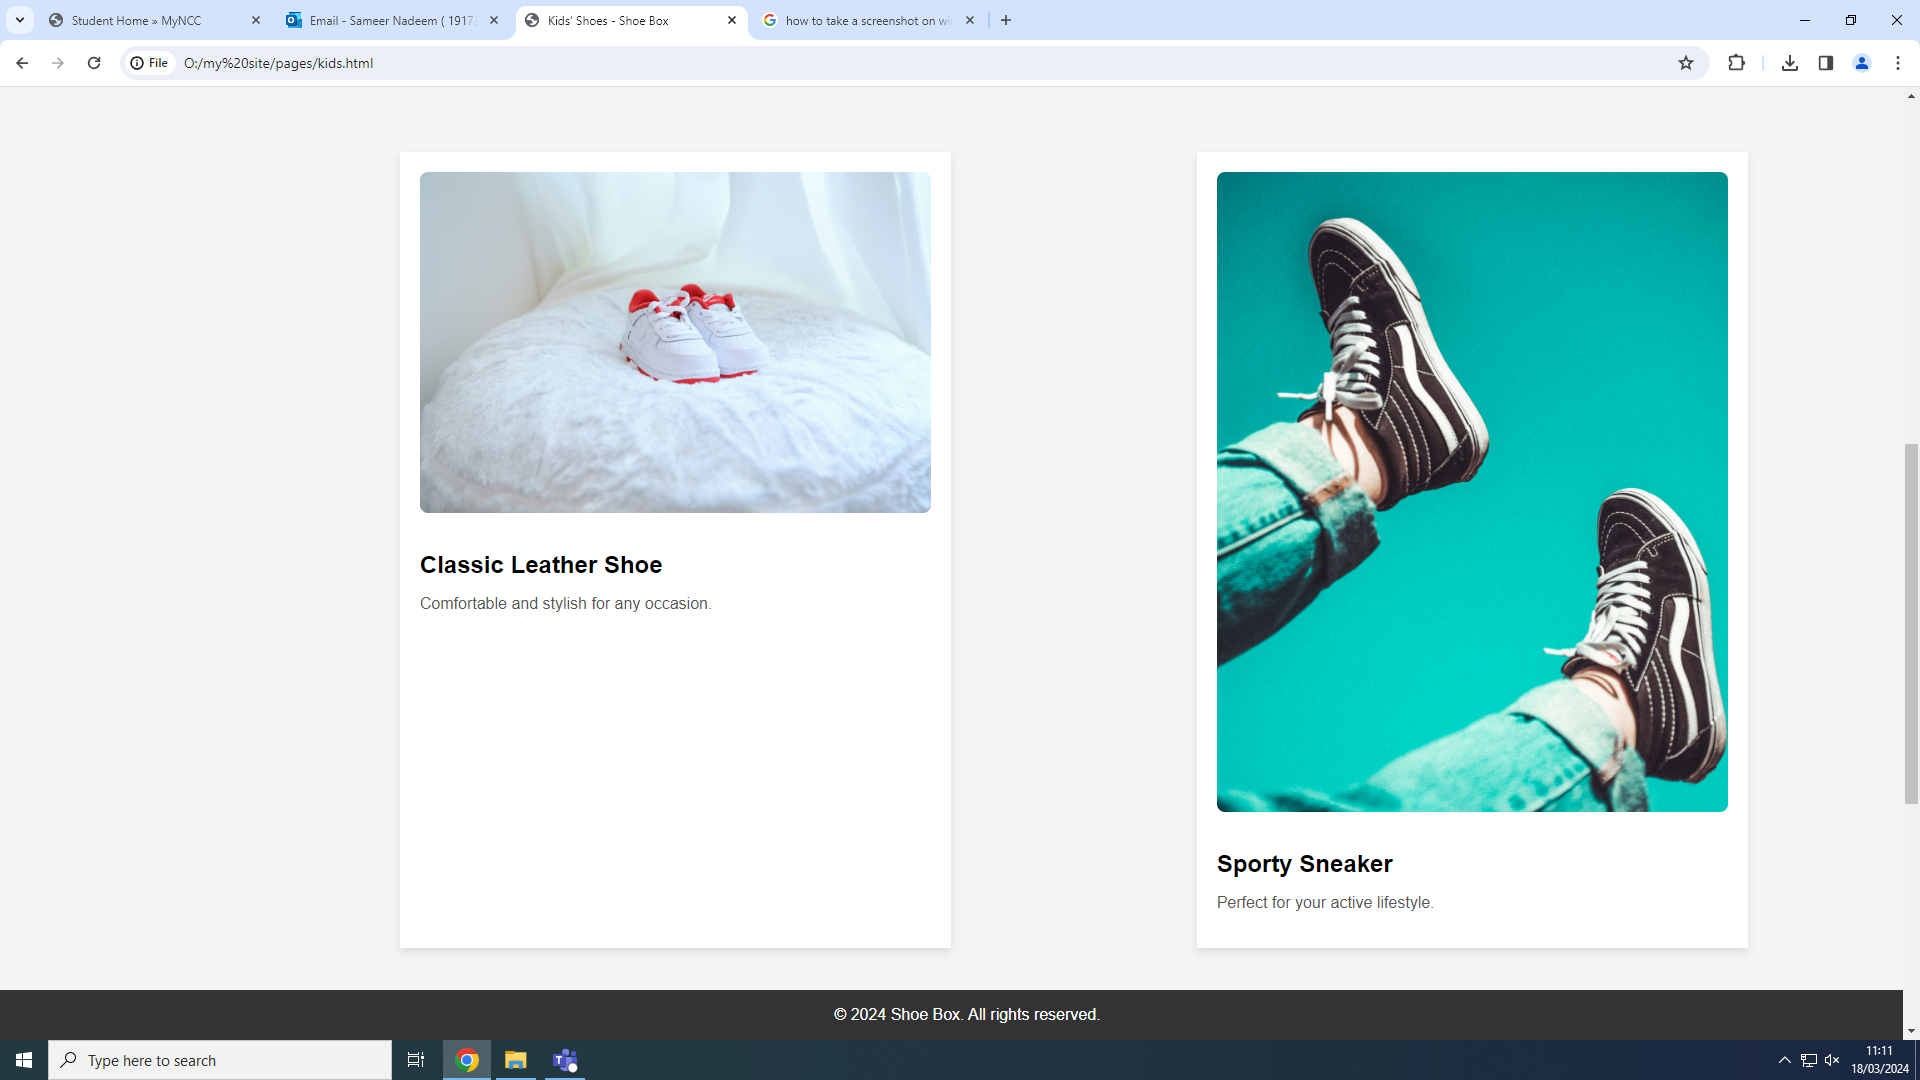 Student Home » MyNCC
Email - Sameer Nadeem ( 1917
Kids' Shoes - Shoe Box
how to take a screenshot on wi
File
O:/my%20site/pages/kids.html
Classic Leather Shoe
Comfortable and stylish for any occasion.
Sporty Sneaker
Perfect for your active lifestyle.
© 2024 Shoe Box. All rights reserved.
Type here to search
11:11
18/03/2024